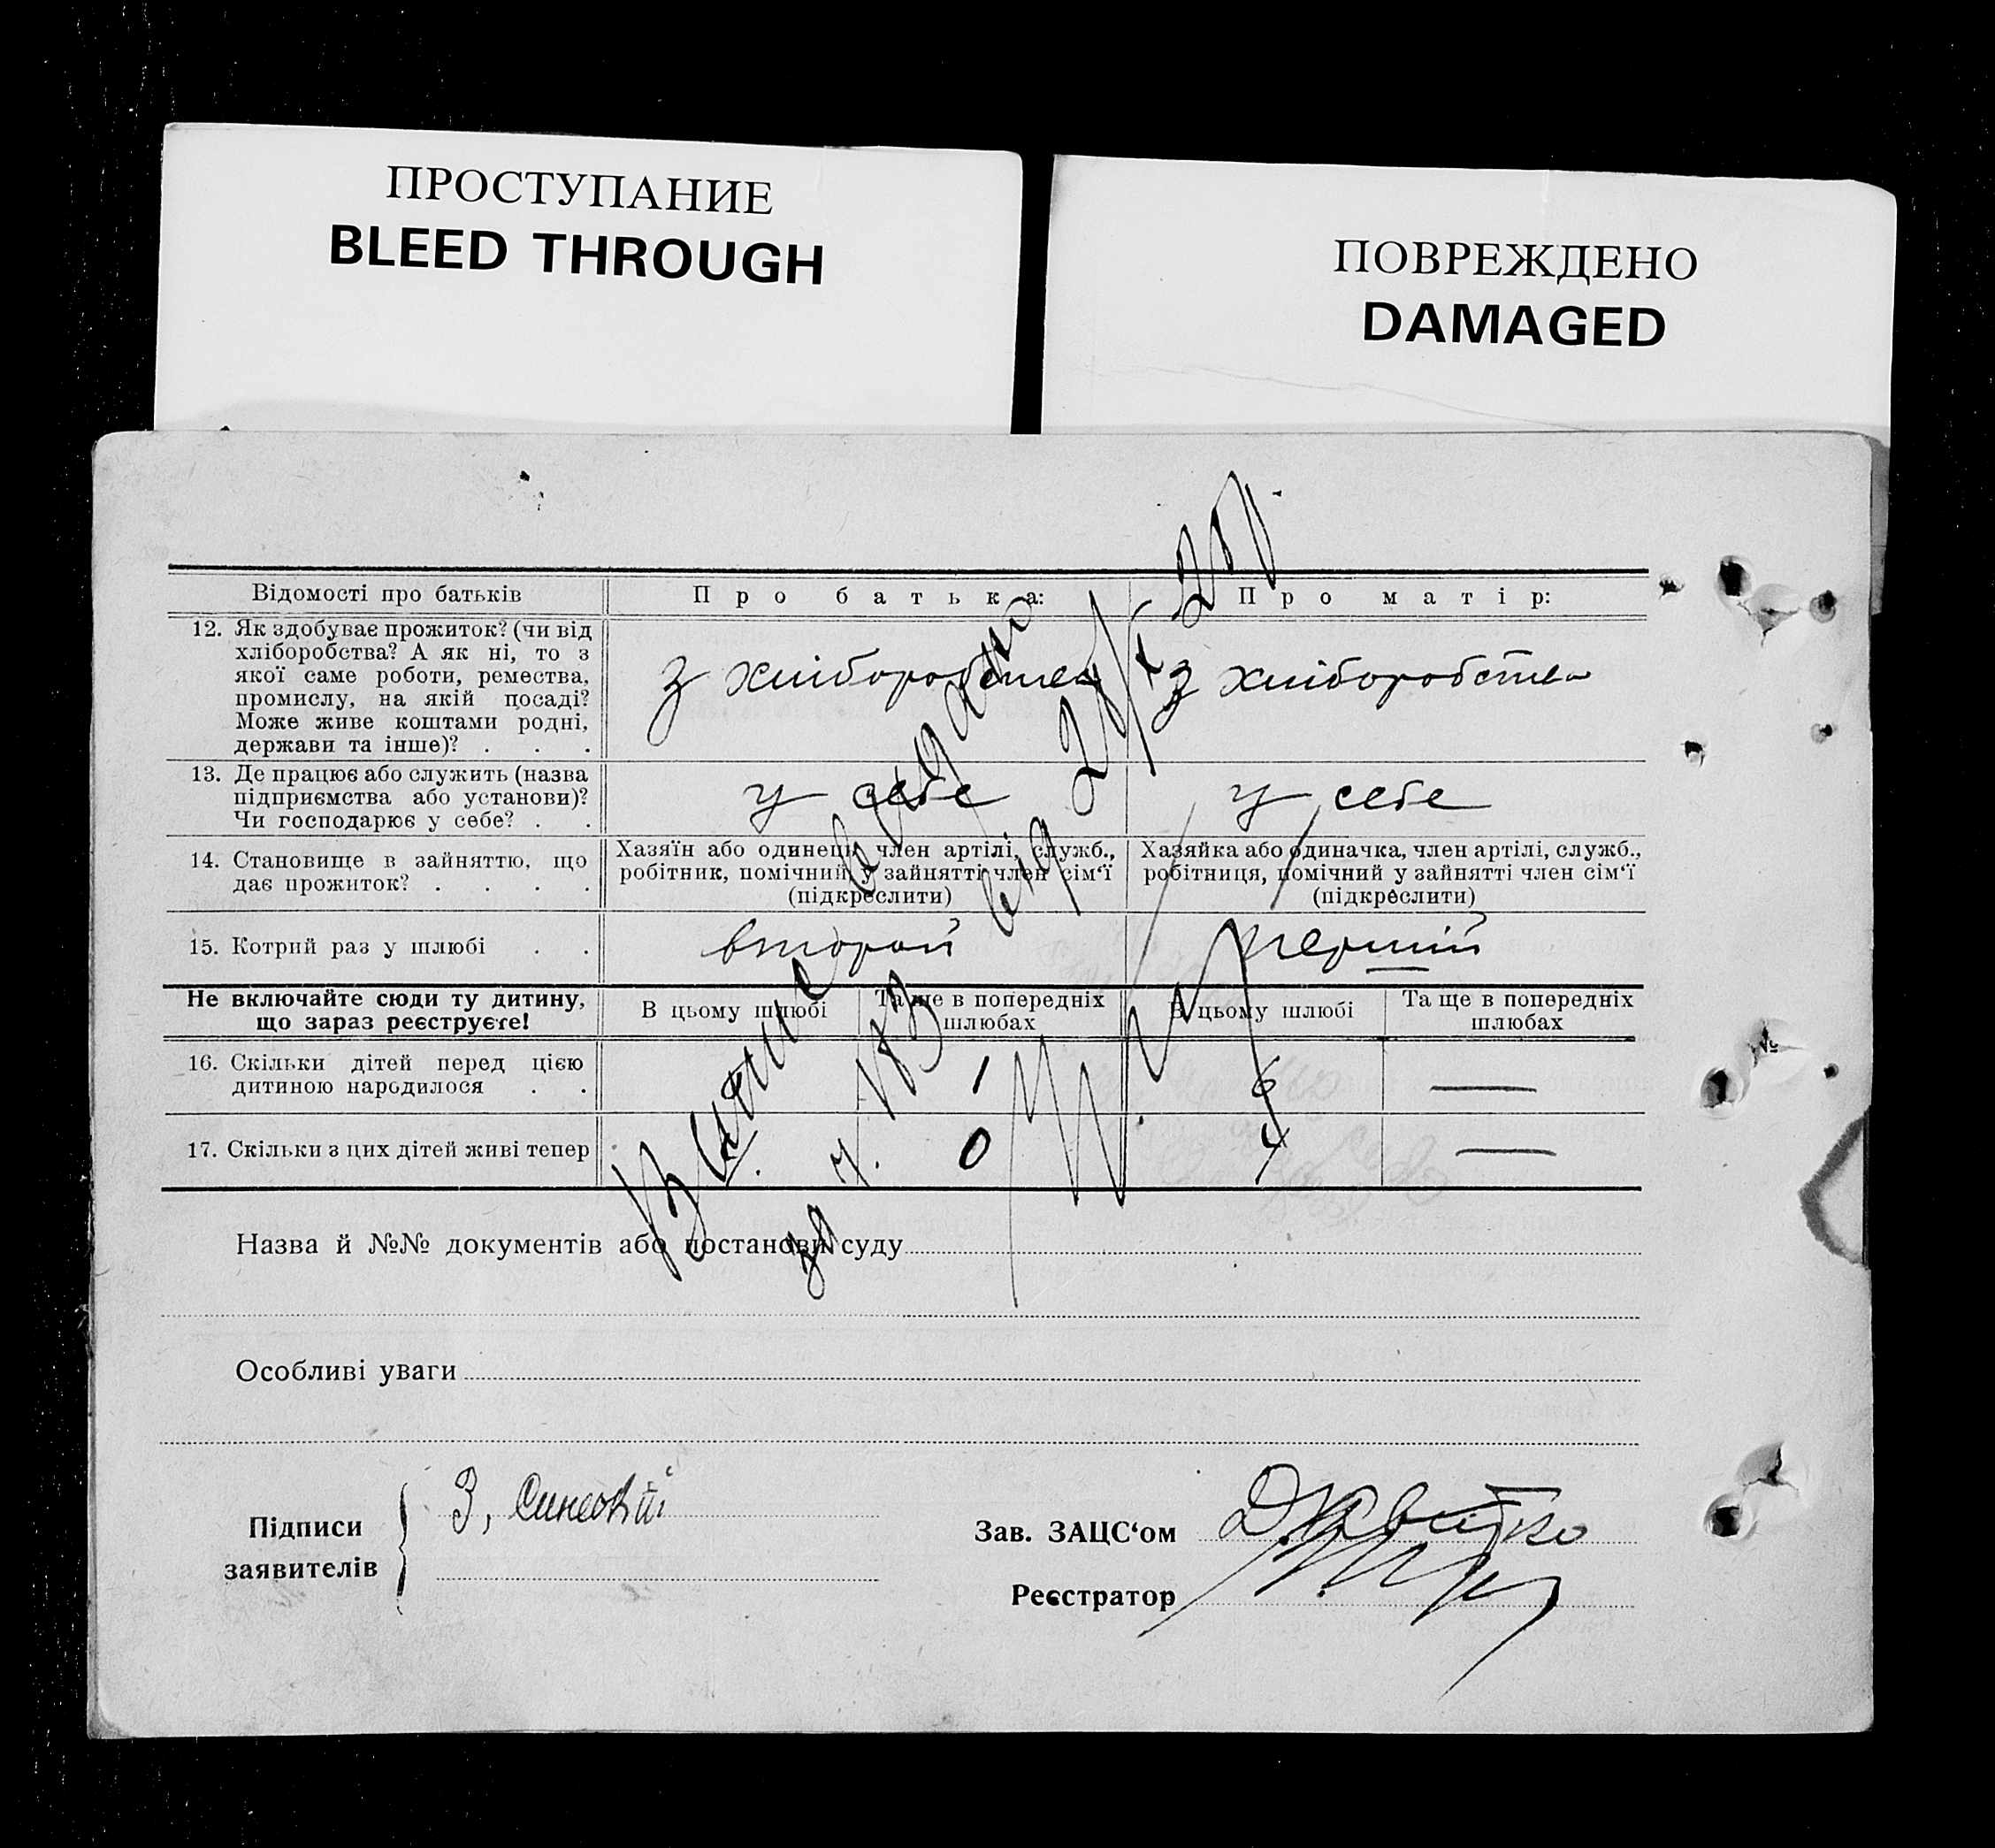 ПРОСТУПАНИЕ
BLEED THROUGH
ПОВРЕЖДЕНО
DAMAGED
Відомості про батьків
Про батька:
Про матір:
12. Як здобуває прожиток? (чи від
хліборобства? А як ні, то з
якої саме роботи, ремества,
промислу, на якій посаді?
Може живе коштами родні,
держави та інше)? . . .
з хліборобства
з хліборобства
13. Де працює або служить (назва
підприємства або установи)?
Чи господарює у себе? . .
у себе
у себе
14. Становище в зайняттю, що
дає прожиток? . . . .
Хазяїн або одинець, член артілі, служб.,
робітник, помічний у зайнятті член сім‘ї
(підкреслити)
Хазяйка або одиначка, член артілі, служб.,
робітниця, помічний у зайнятті член сім‘ї
(підкреслити)
15. Котрий раз у шлюбі . .
второй
перший
Не включайте сюди ту дитину,
що зараз реєструєте!
В цьому шлюбі
Та ще в попередніх
шлюбах
В цьому шлюбі
Та ще в попередніх
шлюбах
16. Скільки дітей перед цією
дитиною народилося . .
1
6
—
17. Скільки з цих дітей живі тепер
0
4
—
видано
за ч. від
Назва й №№ документів або постанови суду
Особливі уваги
Підписи
заявителів
З,
Зав. ЗАЦС‘ом
Реєстратор